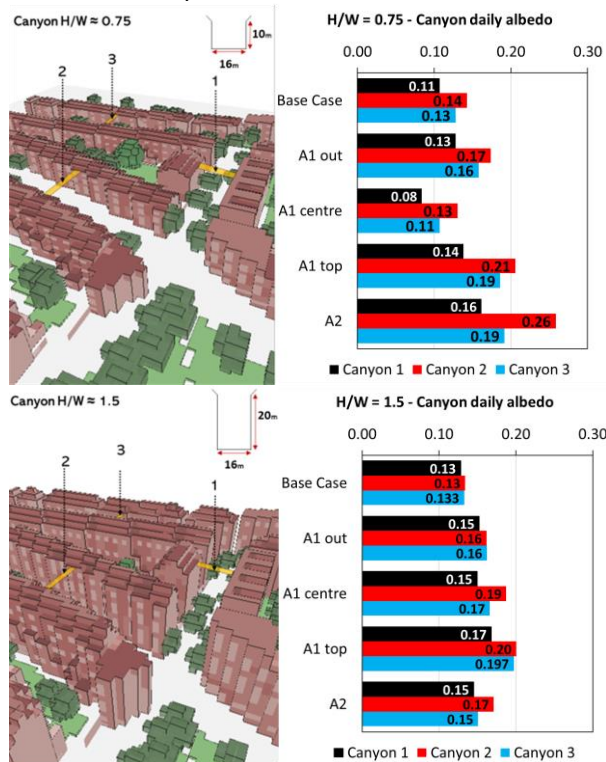 Canyon H/W ≈ 0.75
10m
16m
2
3
1
H/W = 0.75 - Canyon daily albedo
0.00 0.10 0.20 0.30
Base Case
0.11
0.14
0.13
A1 out
0.13
0.17
0.16
A1 centre
0.08
0.13
0.11
A1 top
0.14
0.21
0.19
A2
0.16
0.26
0.19
Canyon 1 Canyon 2 Canyon 3
Canyon H/W ≈ 1.5
20m
16m
2
3
1
H/W = 1.5 - Canyon daily albedo
0.00 0.10 0.20 0.30
Base Case
0.13
0.13
0.133
A1 out
0.15
0.16
0.16
A1 centre
0.15
0.19
0.17
A1 top
0.17
0.20
0.197
A2
0.15
0.17
0.15
Canyon 1 Canyon 2 Canyon 3